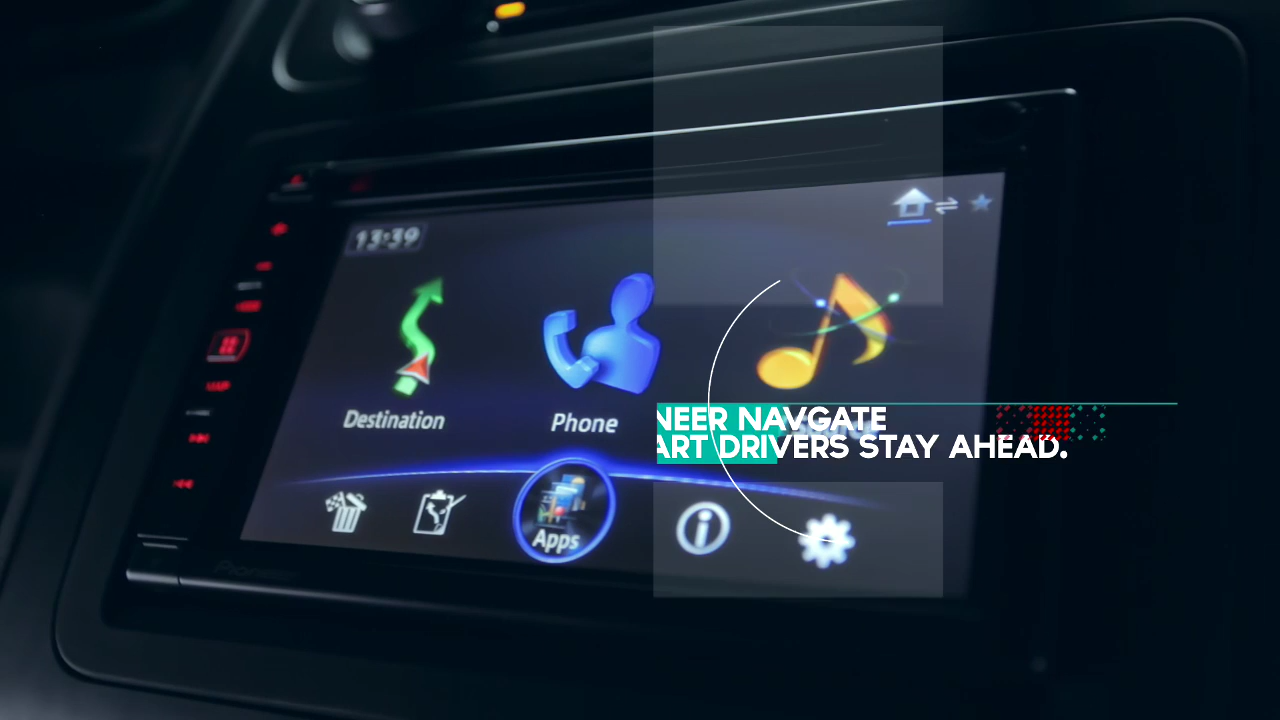 13:39
Destination
Phone
NEER NAVGATE
ART DRIVERS STAY AHEAD.
Apps